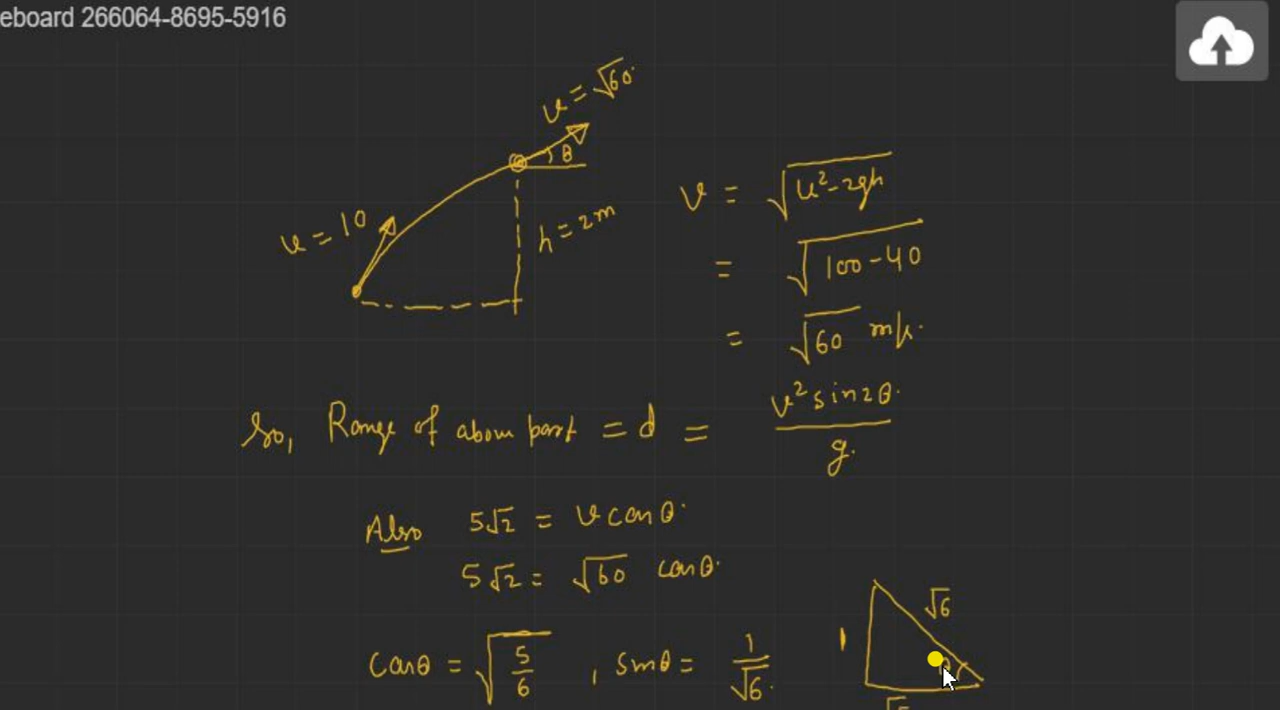 eboard 266064-8695-5916
v = √60
θ
u = 10
h = 2m
v = √u²-2gh
= √100-40
= √60 m/s.
So, Range of above part = d = v² sin2θ / g.
Also 5√2 = v cosθ.
5√2 = √60 cosθ.
cosθ = √5/6 , sinθ = 1/√6.
1
√6